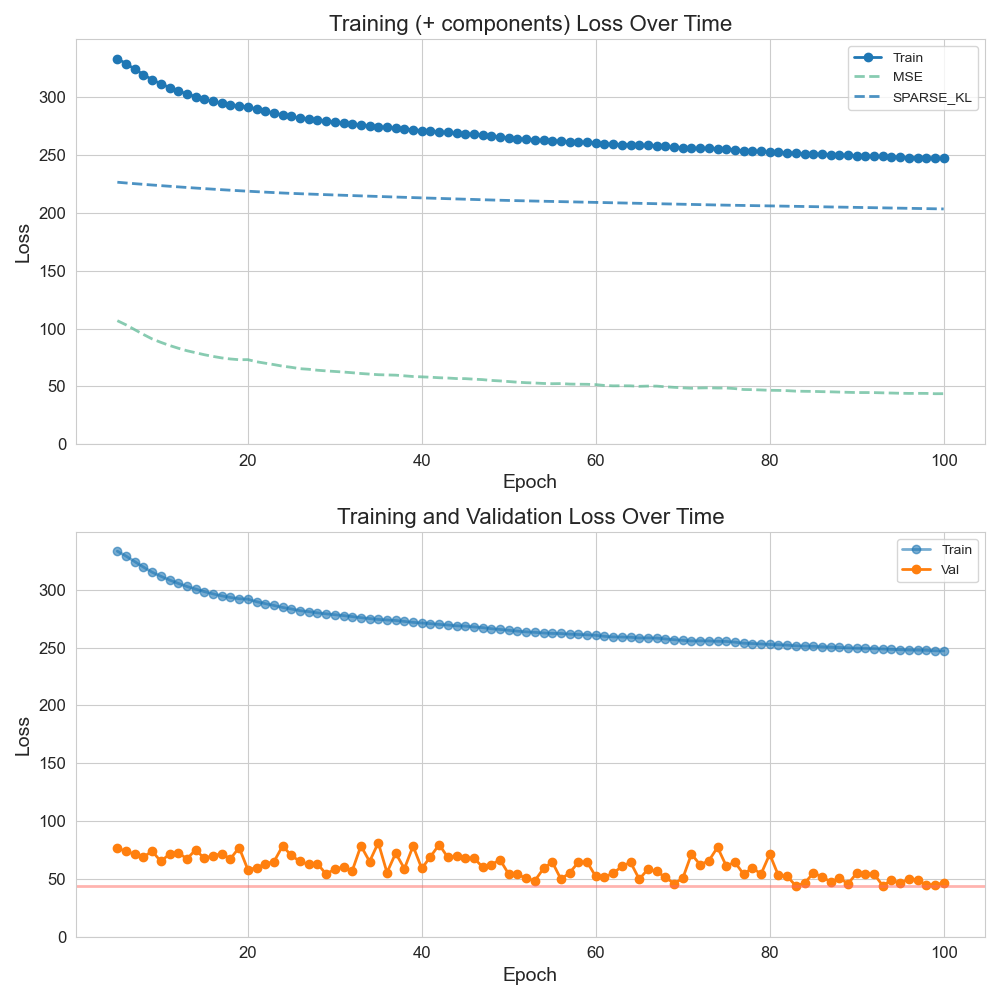 Training (+ components) Loss Over Time
Train
MSE
SPARSE_KL
300
250
200
150
100
50
0
Loss
20 40 60 80 100
Epoch
Training and Validation Loss Over Time
Train
Val
300
250
200
150
100
50
0
Loss
20 40 60 80 100
Epoch